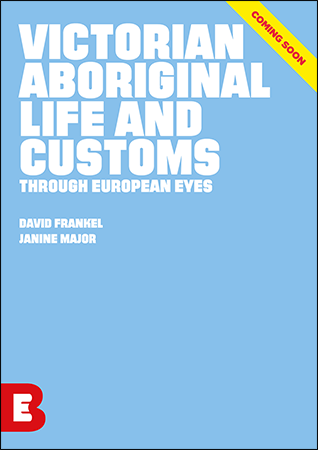 COMING SOON
VICTORIAN
ABORIGINAL
LIFE AND
CUSTOMS
THROUGH EUROPEAN EYES
DAVID FRANKEL
JANINE MAJOR
E